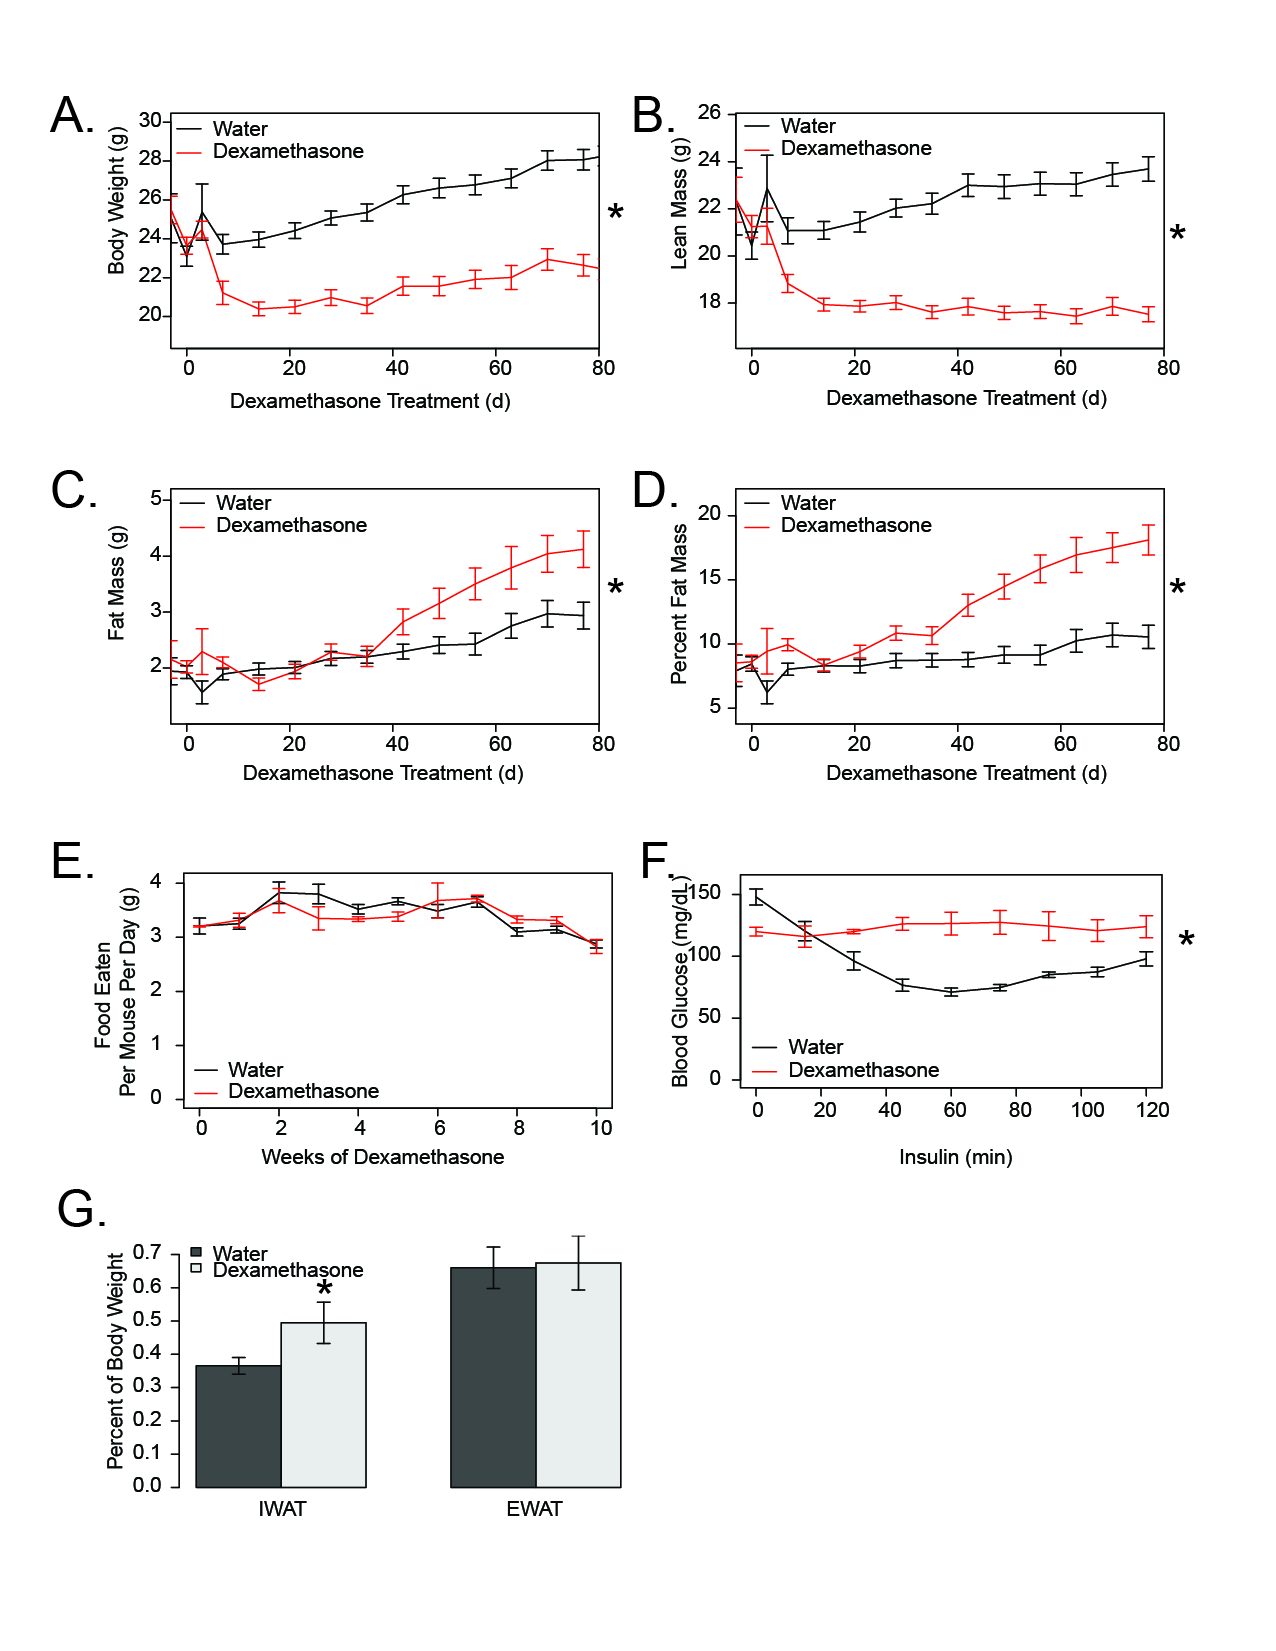 A.
Body Weight (g)
30
28
26
24
22
20
Water
Dexamethasone
*
0 20 40 60 80
Dexamethasone Treatment (d)
B.
Lean Mass (g)
26
24
22
20
18
Water
Dexamethasone
*
0 20 40 60 80
Dexamethasone Treatment (d)
C.
Fat Mass (g)
5
4
3
2
Water
Dexamethasone
*
0 20 40 60 80
Dexamethasone Treatment (d)
D.
Percent Fat Mass
20
15
10
5
Water
Dexamethasone
*
0 20 40 60 80
Dexamethasone Treatment (d)
E.
Food Eaten
Per Mouse Per Day (g)
4
3
2
1
0
Water
Dexamethasone
0 2 4 6 8 10
Weeks of Dexamethasone
F.
Blood Glucose (mg/dL)
150
100
50
0
Water
Dexamethasone
*
0 20 40 60 80 100 120
Insulin (min)
G.
Percent of Body Weight
0.7
0.6
0.5
0.4
0.3
0.2
0.1
0.0
Water
Dexamethasone
*
IWAT EWAT